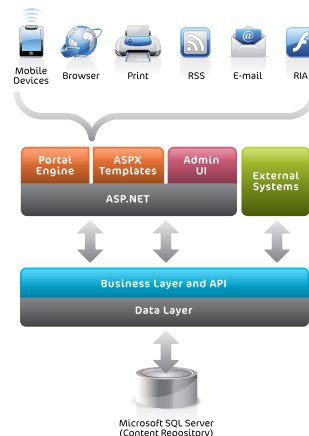 Mobile
Devices
Browser
Print
RSS
E-mail
RIA
Portal
Engine
ASPX
Templates
Admin
UI
External
Systems
ASP.NET
Business Layer and API
Data Layer
Microsoft SQL Server
(Content Repository)